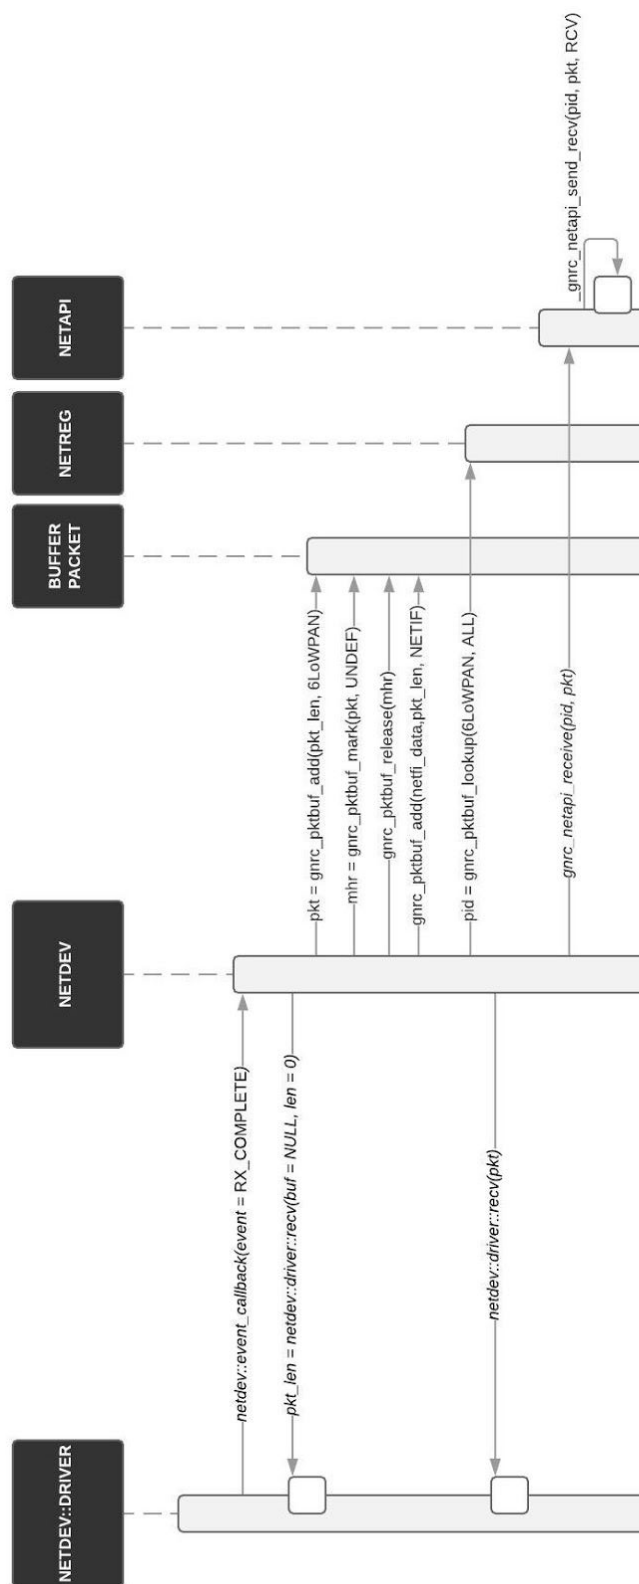 NETDEV::DRIVER
NETDEV
BUFFER
PACKET
NETREG
NETAPI
netdev::event_callback(event = RX_COMPLETE)
pkt_len = netdev::driver::recv(buf = NULL, len = 0)
pkt = gnrc_pktbuf_add(pkt_len, 6LoWPAN)
mhr = gnrc_pktbuf_mark(pkt, UNDEF)
gnrc_pktbuf_release(mhr)
gnrc_pktbuf_add(netfi_data,pkt_len, NETIF)
pid = gnrc_pktbuf_lookup(6LoWPAN, ALL)
netdev::driver::recv(pkt)
gnrc_netapi_receive(pid, pkt)
_gnrc_netapi_send_recv(pid, pkt, RCV)